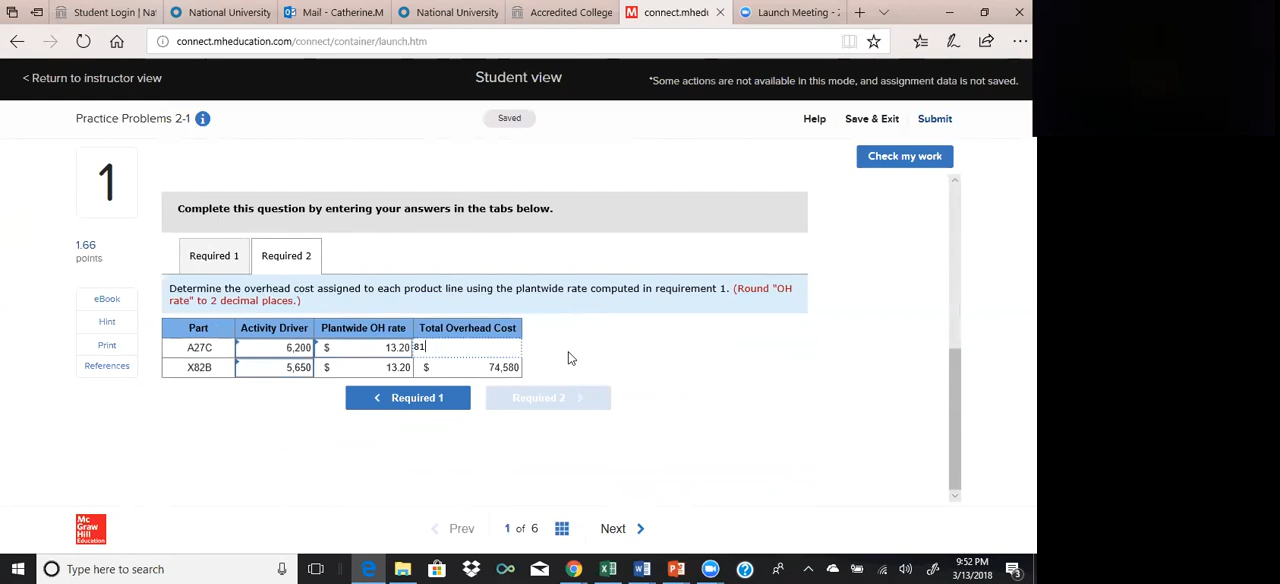 Student Login | Nat
National University
Mail - Catherine.M
National University
Accredited College
connect.mhedu
Launch Meeting - Z
connect.mheducation.com/connect/container/launch.htm
< Return to instructor view
Student view
*Some actions are not available in this mode, and assignment data is not saved.
Practice Problems 2-1
Saved
Help
Save & Exit
Submit
Check my work
1
Complete this question by entering your answers in the tabs below.
1.66
points
Required 1
Required 2
eBook
Hint
Print
References
Determine the overhead cost assigned to each product line using the plantwide rate computed in requirement 1. (Round "OH
rate" to 2 decimal places.)
Part Activity Driver Plantwide OH rate Total Overhead Cost
A27C 6,200 $ 13.20 81
X82B 5,650 $ 13.20 $ 74,580
< Required 1
Required 2 >
Mc
Graw
Hill
Education
< Prev
1 of 6
Next >
Type here to search
9:52 PM
3/13/2018
3